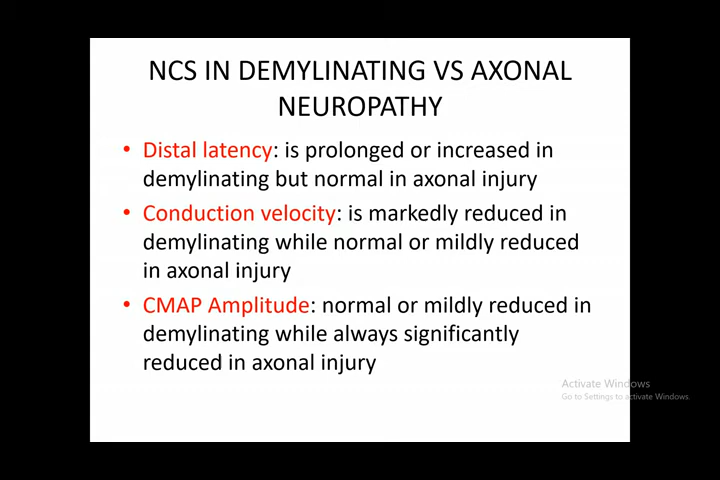 NCS IN DEMYLINATING VS AXONAL
NEUROPATHY
• Distal latency: is prolonged or increased in
demylinating but normal in axonal injury
• Conduction velocity: is markedly reduced in
demylinating while normal or mildly reduced
in axonal injury
• CMAP Amplitude: normal or mildly reduced in
demylinating while always significantly
reduced in axonal injury
Activate Windows
Go to Settings to activate Windows.